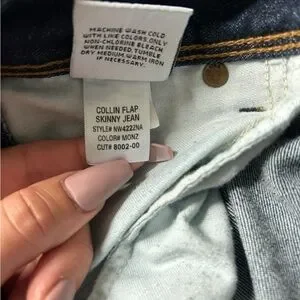 MACHINE WASH COLD
WITH LIKE COLORS. ONLY
NON-CHLORINE BLEACH
WHEN NEEDED. TUMBLE
DRY MEDIUM. WARM IRON
IF NECESSARY.
COLLIN FLAP
SKINNY JEAN
STYLE# NW422ZNA
COLOR# MONZ
CUT# 8002-00